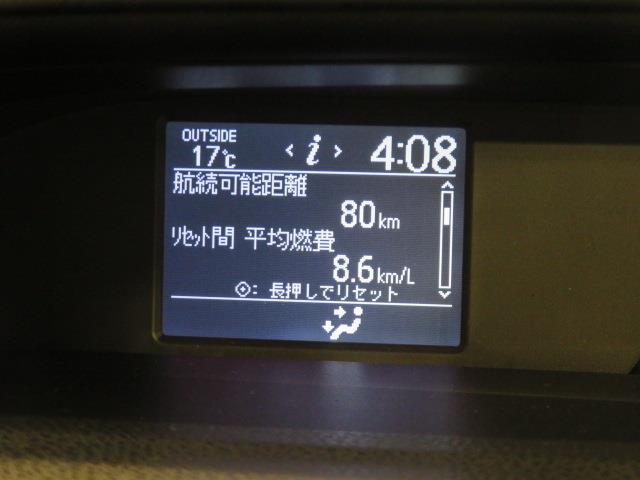 OUTSIDE
17℃
< i >
4:08
航続可能距離
80km
リセット間 平均燃費
8.6km/L
: 長押しでリセット